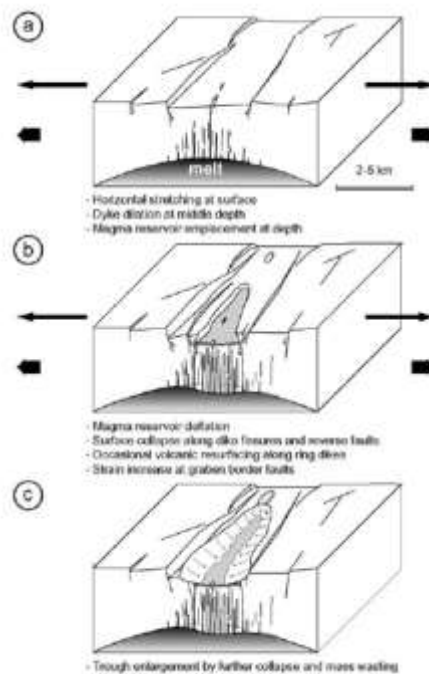 a
melt
2-5 km
- Horizontal stretching at surface
- Dyke dilation at middle depth
- Magma reservoir emplacement at depth
b
- Magma reservoir deflation
- Surface collapse along dike fissures and reverse faults
- Occasional volcanic resurfacing along ring dikes
- Strain increase at graben border faults
c
- Trough enlargement by further collapse and mass wasting